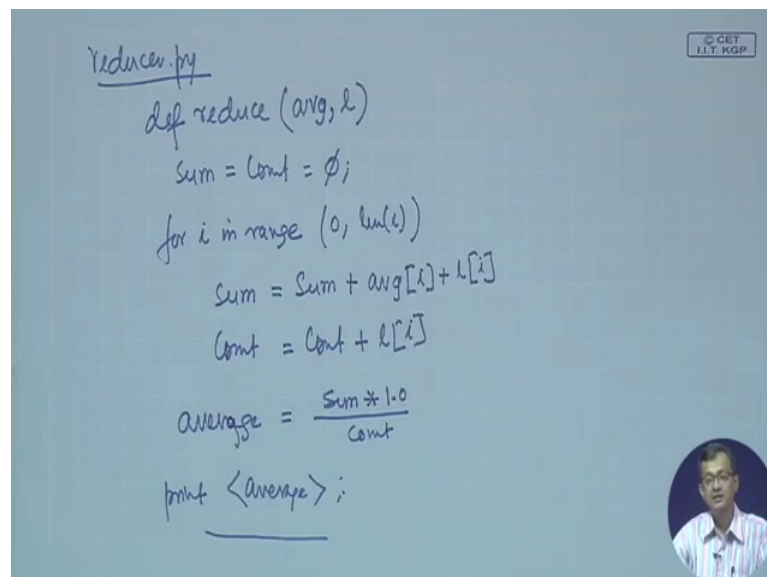 reducer.py
© CET
I.I.T. KGP
def reduce (avg, l)
Sum = Count = ∅;
for i in range (0, len(l))
Sum = Sum + avg[i] + l[i]
Count = Count + l[i]
average = Sum * 1.0 / Count
print <average> ;